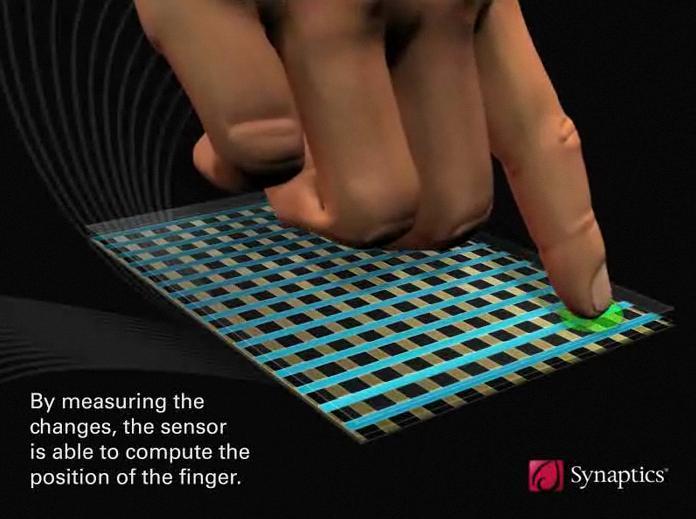 By measuring the
changes, the sensor
is able to compute the
position of the finger.
Synaptics